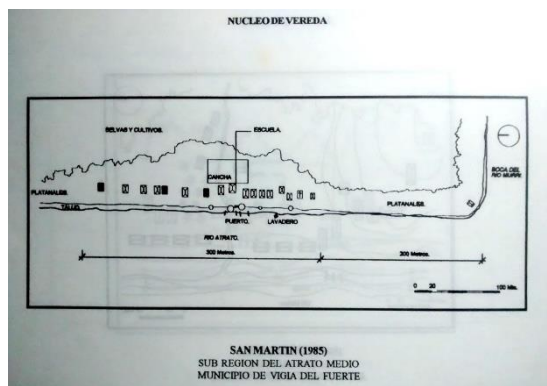 NUCLEO DE VEREDA
SELVAS Y CULTIVOS.
ESCUELA.
CANCHA
BOCA DEL
RIO MURRI.
PLATANALES.
PLATANALES.
TALUD.
PUERTO.
LAVADERO
RIO ATRATO.
300 Metros.
300 Metros.
0 20 100 Mts.
SAN MARTIN (1985)
SUB REGION DEL ATRATO MEDIO
MUNICIPIO DE VIGIA DEL FUERTE